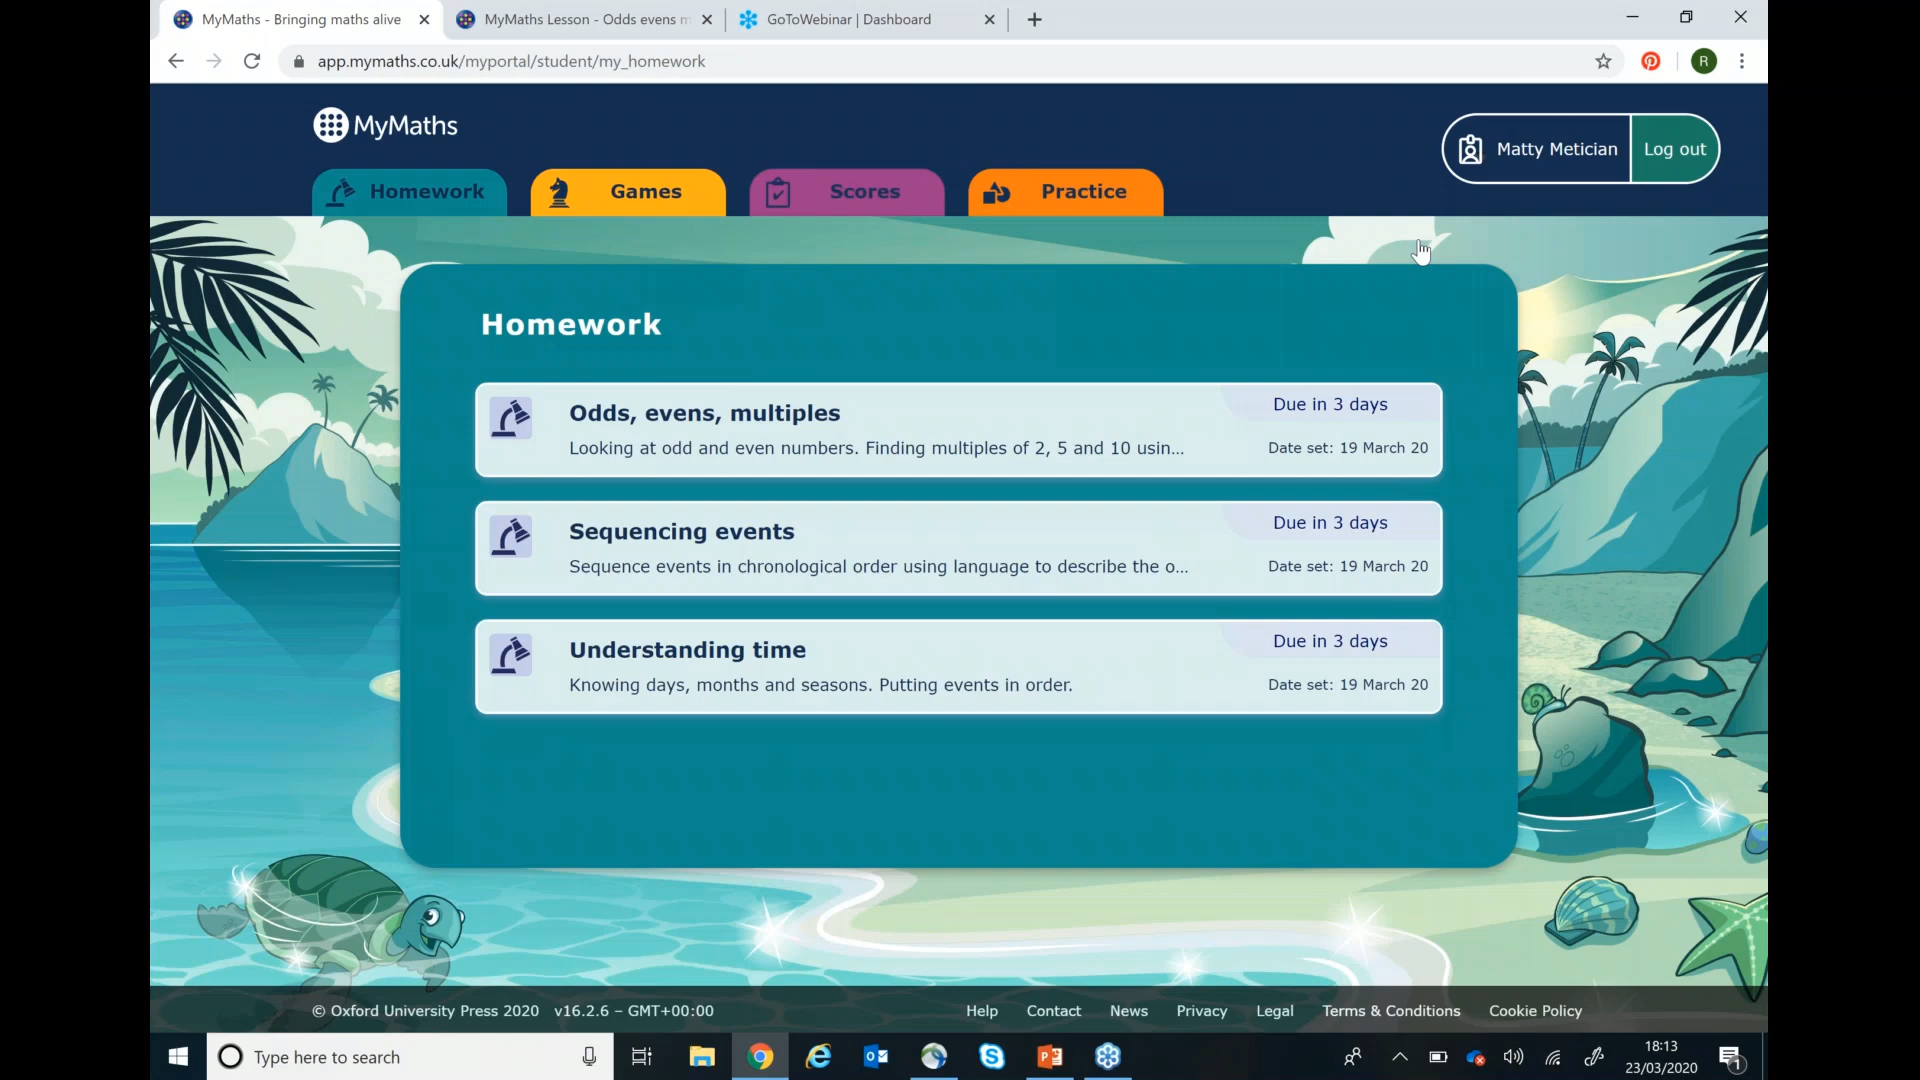 MyMaths - Bringing maths alive
MyMaths Lesson - Odds evens m
GoToWebinar | Dashboard
app.mymaths.co.uk/myportal/student/my_homework
R
MyMaths
Matty Metician
Log out
Homework
Games
Scores
Practice
Homework
Odds, evens, multiples
Due in 3 days
Looking at odd and even numbers. Finding multiples of 2, 5 and 10 usin...
Date set: 19 March 20
Sequencing events
Due in 3 days
Sequence events in chronological order using language to describe the o...
Date set: 19 March 20
Understanding time
Due in 3 days
Knowing days, months and seasons. Putting events in order.
Date set: 19 March 20
© Oxford University Press 2020 v16.2.6 – GMT+00:00
Help Contact News Privacy Legal Terms & Conditions Cookie Policy
Type here to search
18:13
23/03/2020
1